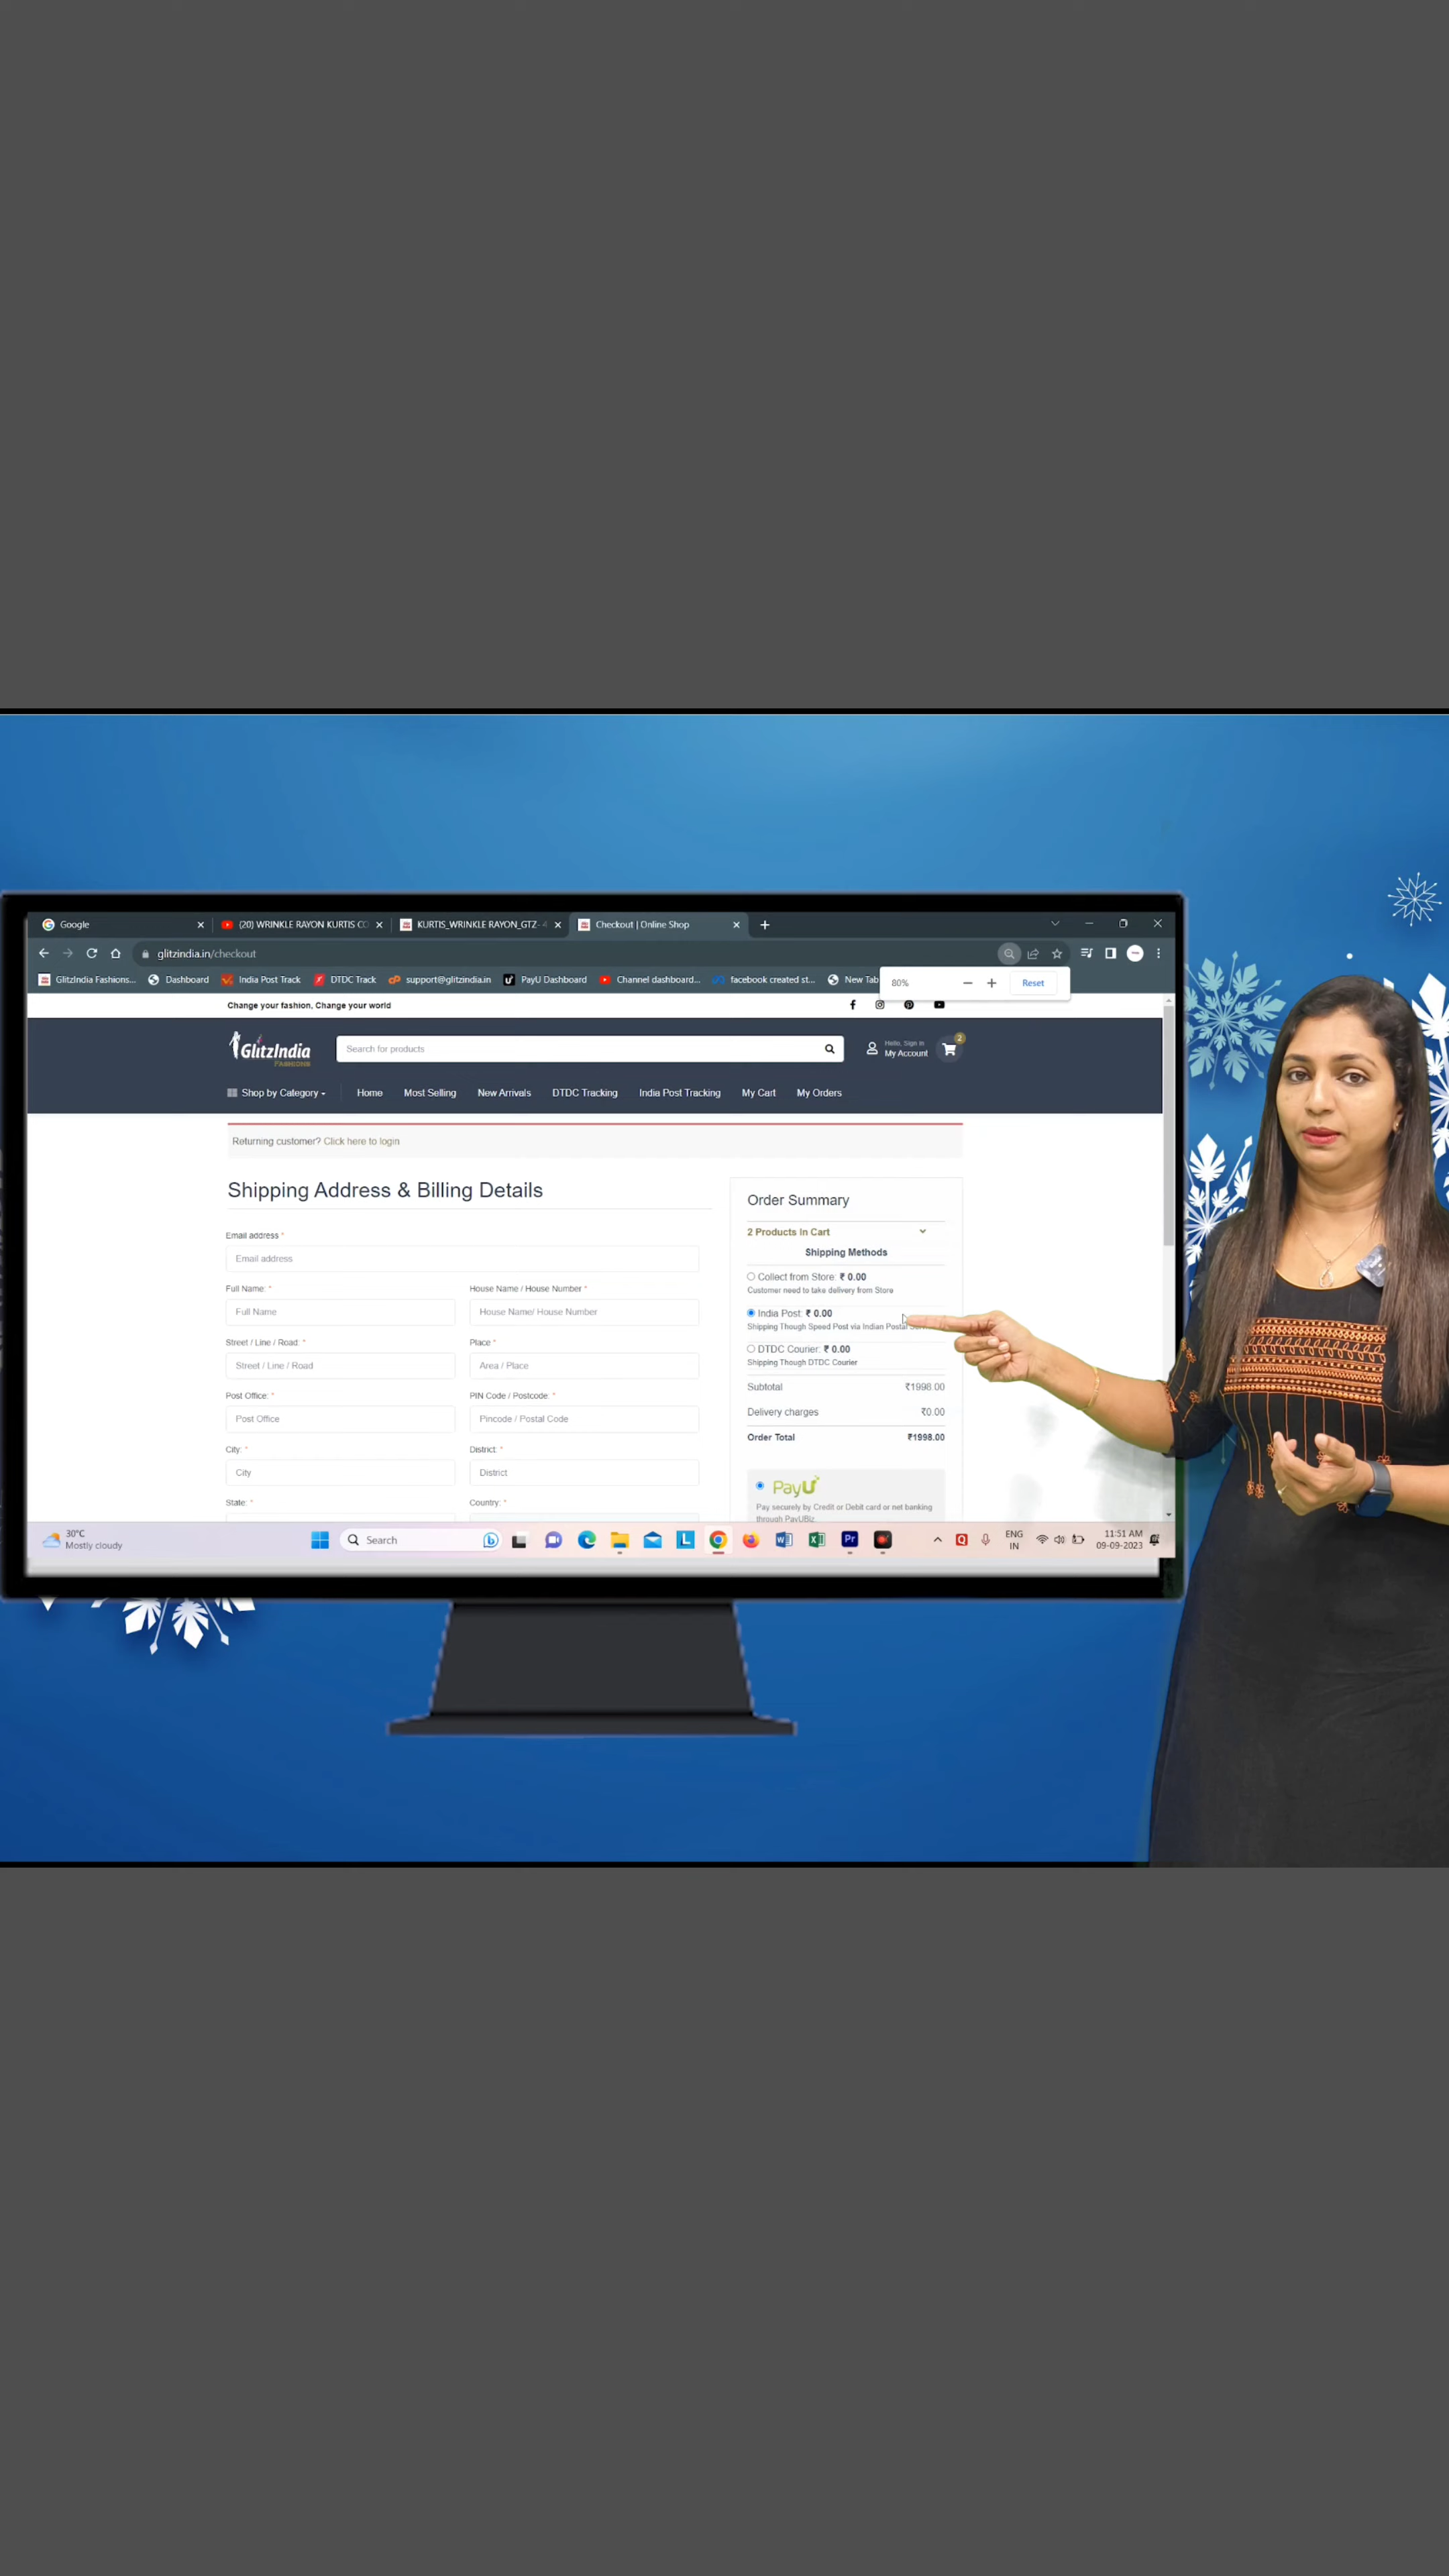 Google
(20) WRINKLE RAYON KURTIS CO
KURTIS_WRINKLE RAYON_GTZ- 4
Checkout | Online Shop
glitzindia.in/checkout
GlitzIndia Fashions...
Dashboard
India Post Track
DTDC Track
support@glitzindia.in
PayU Dashboard
Channel dashboard...
facebook created st...
New Tab
80%
Reset
Change your fashion, Change your world
GlitzIndia
FASHIONS
Search for products
Hello, Sign in
My Account
2
Shop by Category
Home
Most Selling
New Arrivals
DTDC Tracking
India Post Tracking
My Cart
My Orders
Returning customer? Click here to login
Shipping Address & Billing Details
Email address *
Email address
Full Name: *
House Name / House Number *
Full Name
House Name/ House Number
Street / Line / Road: *
Place: *
Street / Line / Road
Area / Place
Post Office: *
PIN Code / Postcode: *
Post Office
Pincode / Postal Code
City: *
District: *
City
District
State: *
Country: *
Order Summary
2 Products In Cart
Shipping Methods
Collect from Store: ₹ 0.00
Customer need to take delivery from Store
India Post: ₹ 0.00
Shipping Though Speed Post via Indian Postal
DTDC Courier: ₹ 0.00
Shipping Though DTDC Courier
Subtotal ₹1998.00
Delivery charges ₹0.00
Order Total ₹1998.00
PayU
Pay securely by Credit or Debit card or net banking
through PayUBiz.
30°C
Mostly cloudy
Search
ENG
IN
11:51 AM
09-09-2023